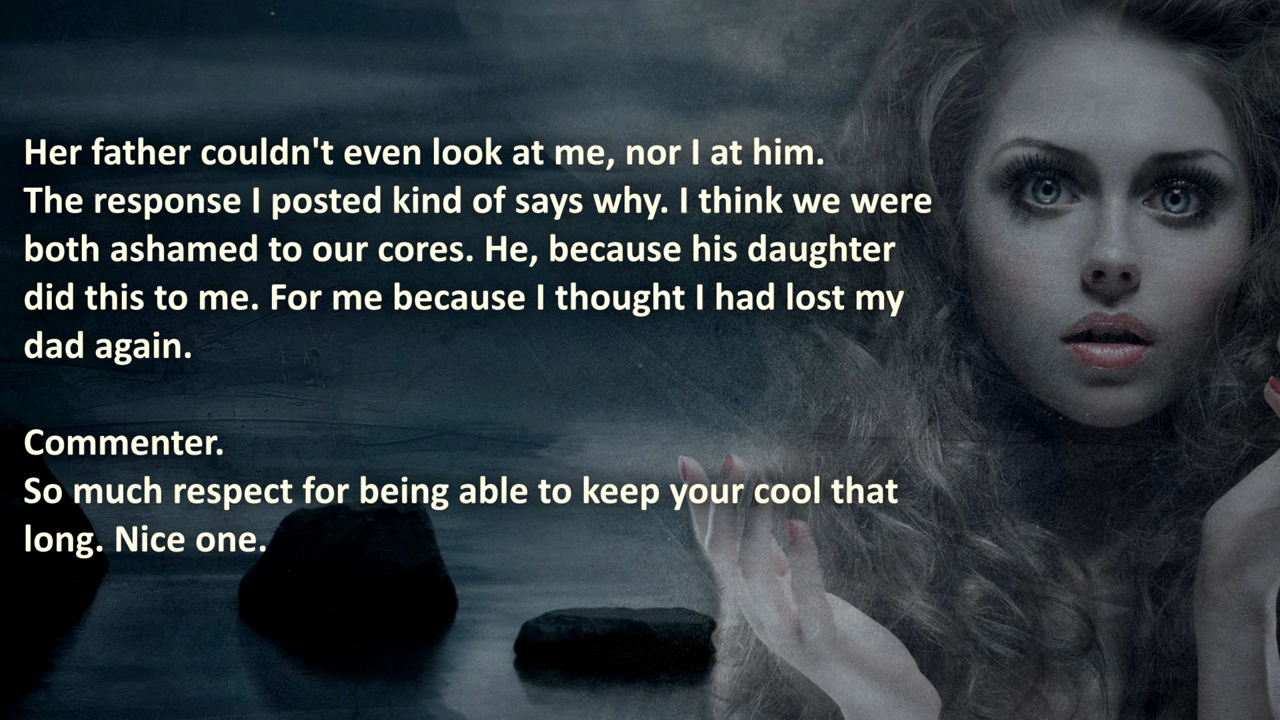 Her father couldn't even look at me, nor I at him.
The response I posted kind of says why. I think we were
both ashamed to our cores. He, because his daughter
did this to me. For me because I thought I had lost my
dad again.
Commenter.
So much respect for being able to keep your cool that
long. Nice one.